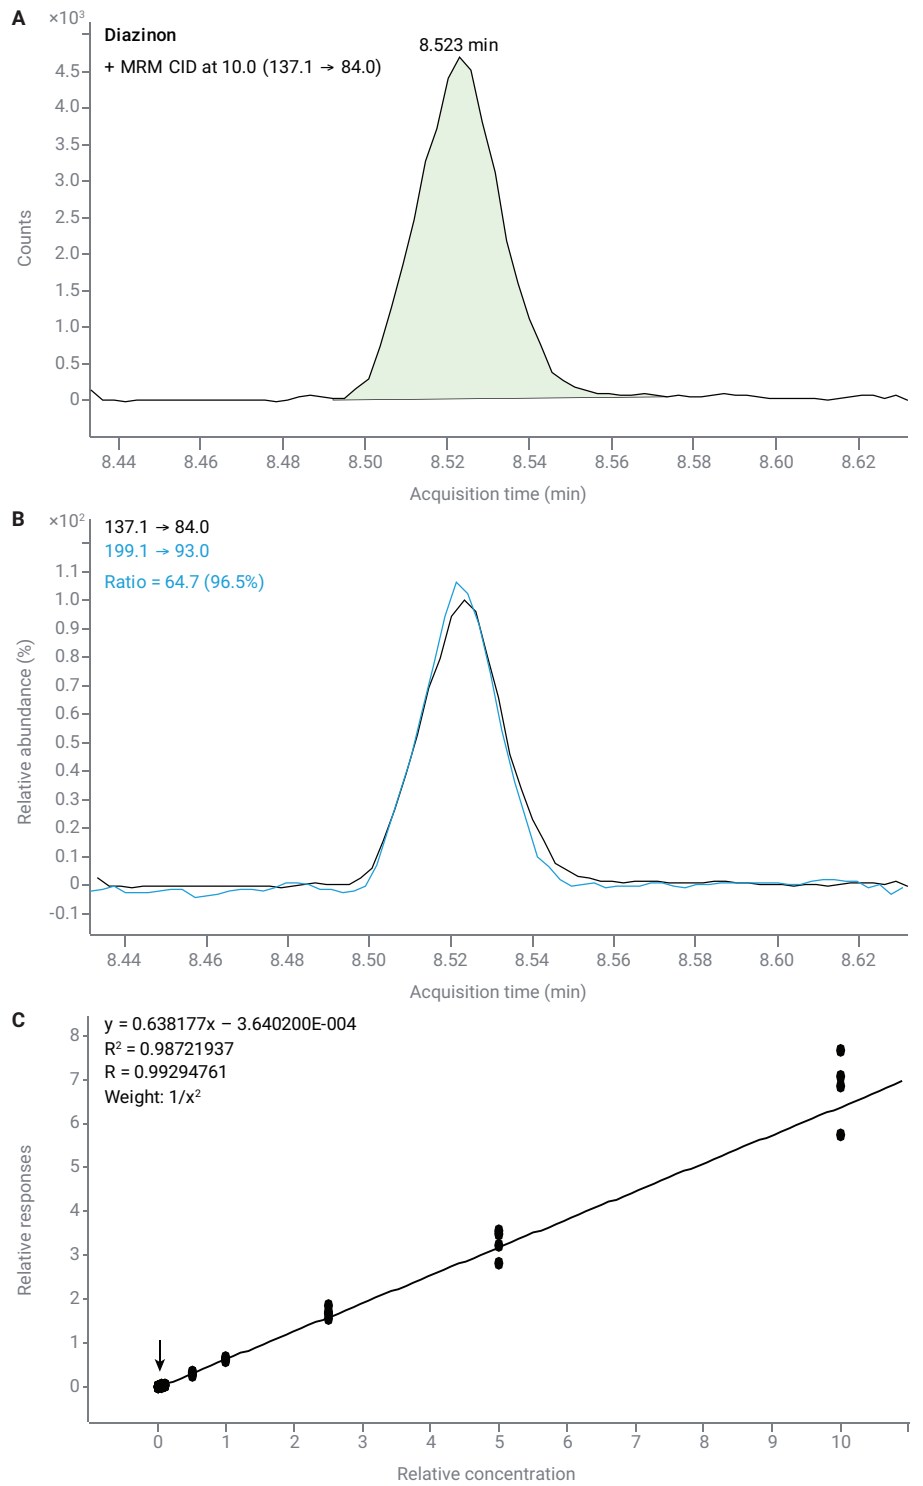 A
×10³
Diazinon
+ MRM CID at 10.0 (137.1 → 84.0)
8.523 min
4.5
4.0
3.5
3.0
2.5
2.0
1.5
1.0
0.5
0
Counts
8.44 8.46 8.48 8.50 8.52 8.54 8.56 8.58 8.60 8.62
Acquisition time (min)
B
×10²
137.1 → 84.0
199.1 → 93.0
Ratio = 64.7 (96.5%)
1.1
1.0
0.9
0.8
0.7
0.6
0.5
0.4
0.3
0.2
0.1
0
-0.1
Relative abundance (%)
8.44 8.46 8.48 8.50 8.52 8.54 8.56 8.58 8.60 8.62
Acquisition time (min)
C
y = 0.638177x – 3.640200E-004
R² = 0.98721937
R = 0.99294761
Weight: 1/x²
8
7
6
5
4
3
2
1
0
Relative responses
0 1 2 3 4 5 6 7 8 9 10
Relative concentration